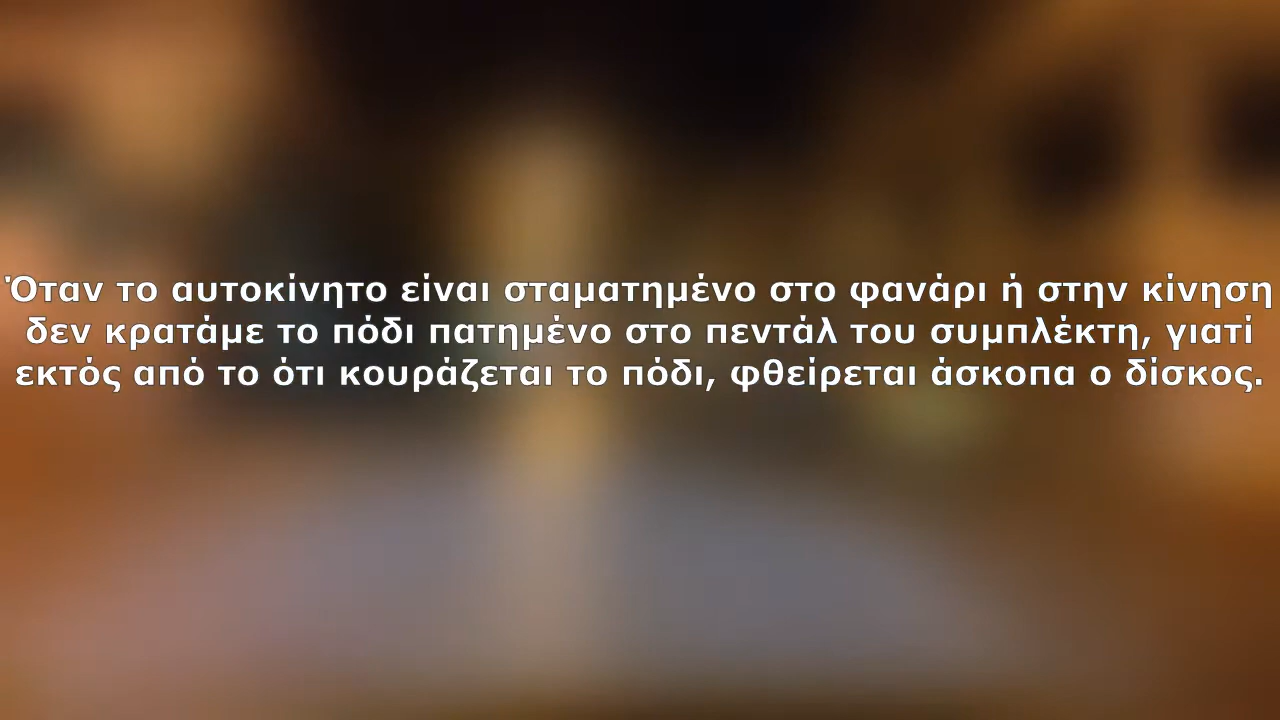 Όταν το αυτοκίνητο είναι σταματημένο στο φανάρι ή στην κίνηση
δεν κρατάμε το πόδι πατημένο στο πεντάλ του συμπλέκτη, γιατί
εκτός από το ότι κουράζεται το πόδι, φθείρεται άσκοπα ο δίσκος.